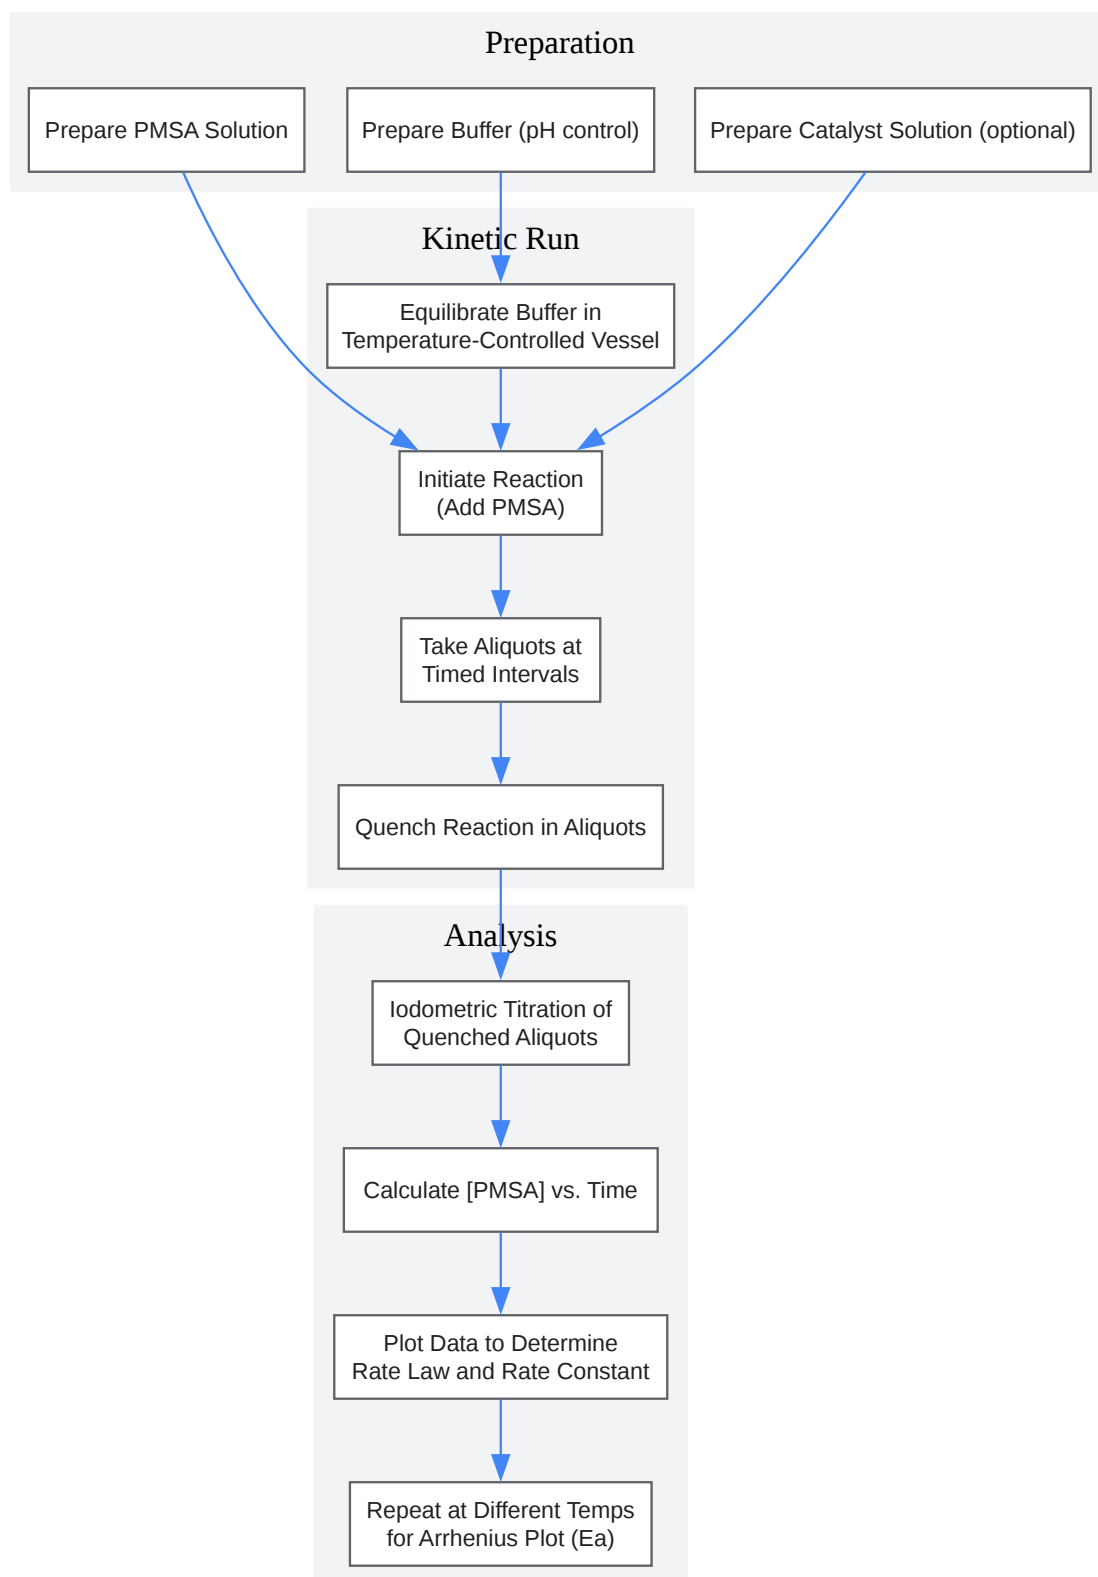 Preparation
Prepare PMSA Solution
Prepare Buffer (pH control)
Prepare Catalyst Solution (optional)
Kinetic Run
Equilibrate Buffer in
Temperature-Controlled Vessel
Initiate Reaction
(Add PMSA)
Take Aliquots at
Timed Intervals
Quench Reaction in Aliquots
Analysis
Iodometric Titration of
Quenched Aliquots
Calculate [PMSA] vs. Time
Plot Data to Determine
Rate Law and Rate Constant
Repeat at Different Temps
for Arrhenius Plot (Ea)